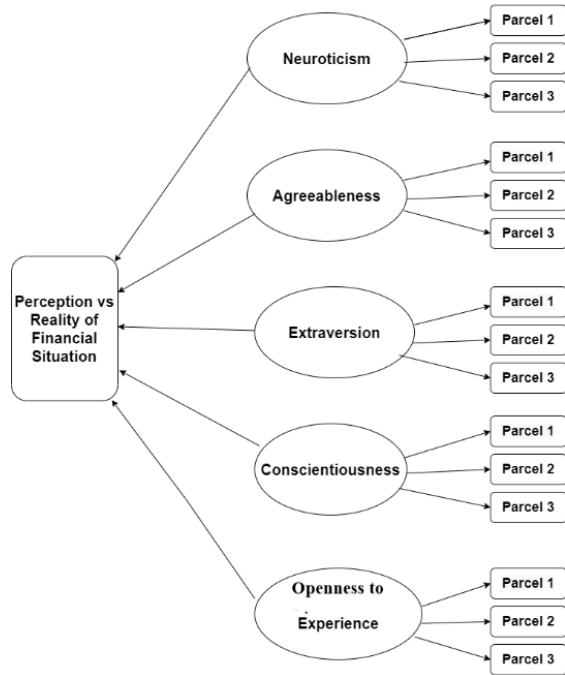 Neuroticism
Parcel 1
Parcel 2
Parcel 3
Agreeableness
Parcel 1
Parcel 2
Parcel 3
Perception vs
Reality of
Financial
Situation
Extraversion
Parcel 1
Parcel 2
Parcel 3
Conscientiousness
Parcel 1
Parcel 2
Parcel 3
Openness to
Experience
Parcel 1
Parcel 2
Parcel 3